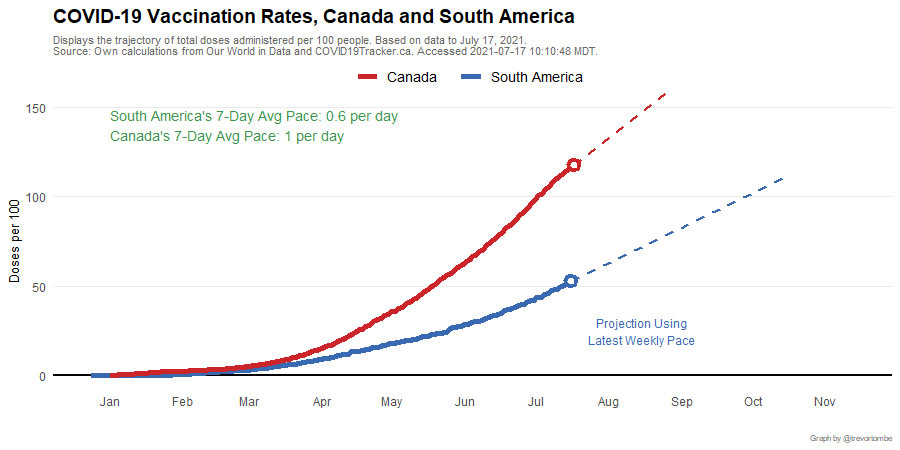 COVID-19 Vaccination Rates, Canada and South America
Displays the trajectory of total doses administered per 100 people. Based on data to July 17, 2021.
Source: Own calculations from Our World in Data and COVID19Tracker.ca. Accessed 2021-07-17 10:10:48 MDT.
Canada South America
South America's 7-Day Avg Pace: 0.6 per day
Canada's 7-Day Avg Pace: 1 per day
Doses per 100
150
100
50
0
Projection Using
Latest Weekly Pace
Jan Feb Mar Apr May Jun Jul Aug Sep Oct Nov
Graph by @trevortombe